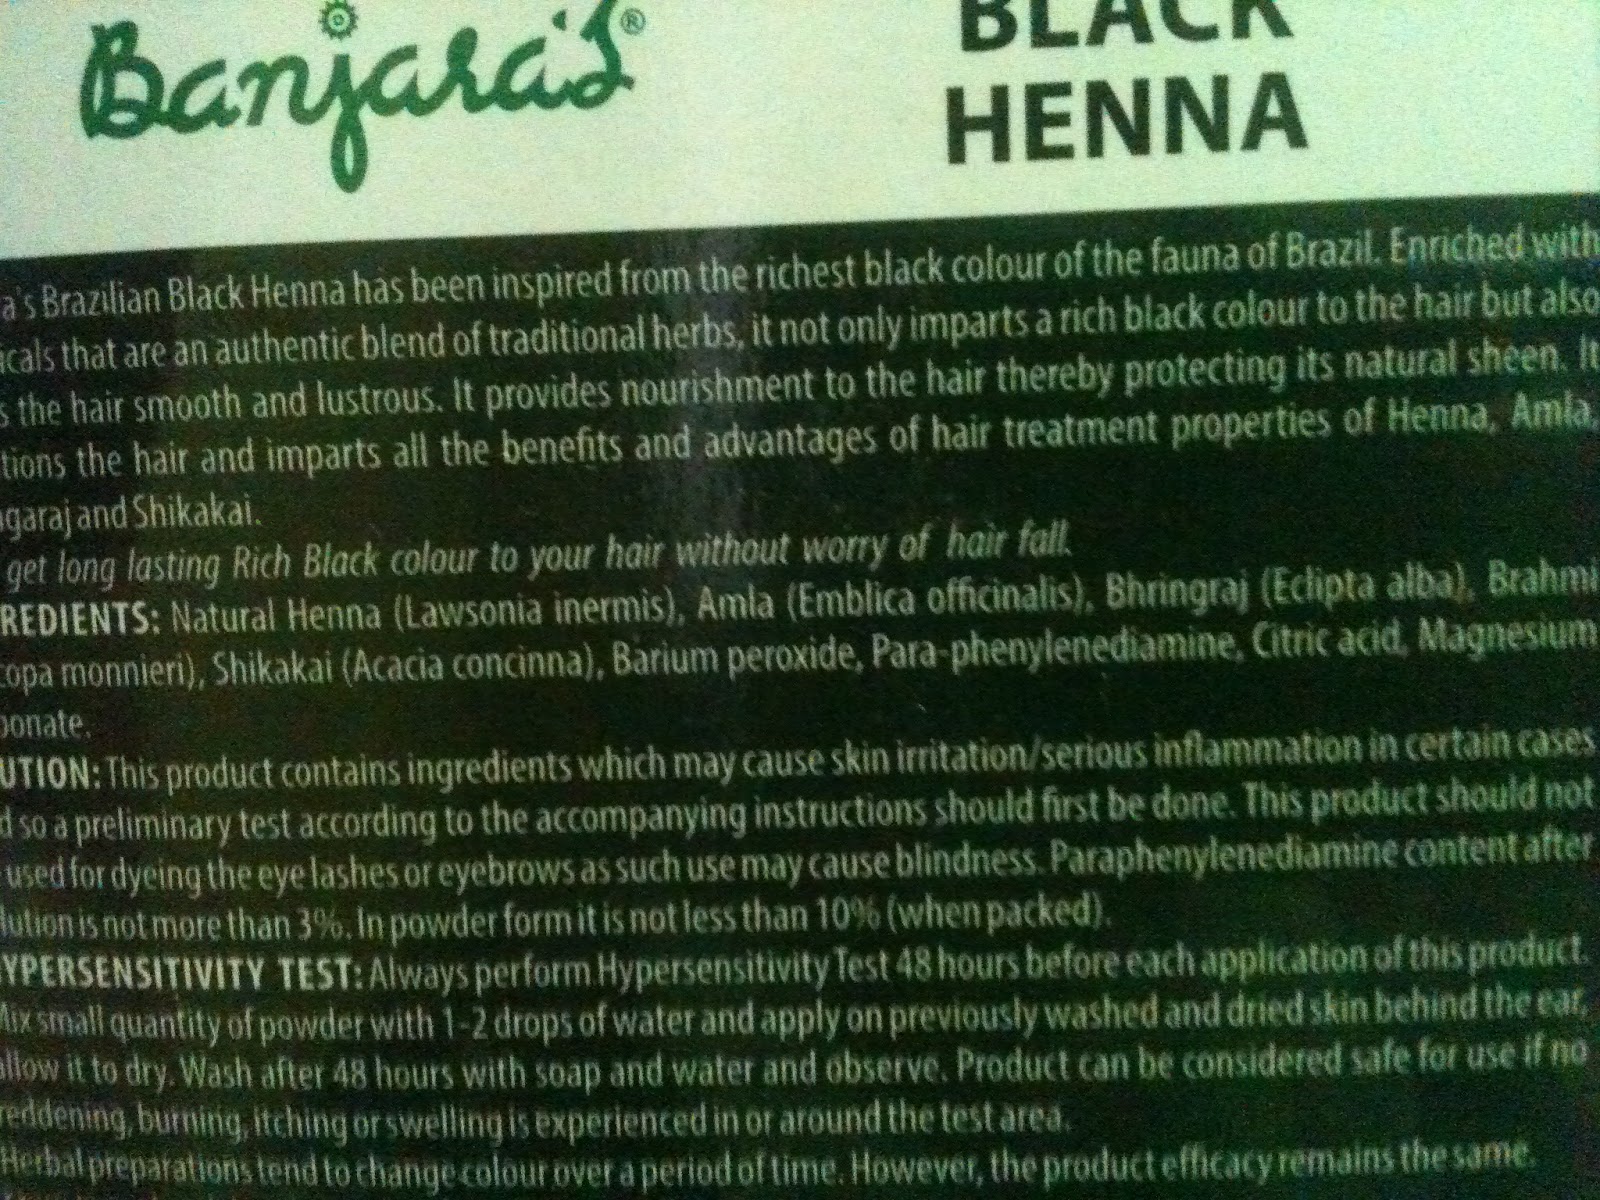 Banjara's®
BLACK
HENNA
a's Brazilian Black Henna has been inspired from the richest black colour of the fauna of Brazil. Enriched with
icals that are an authentic blend of traditional herbs, it not only imparts a rich black colour to the hair but also
s the hair smooth and lustrous. It provides nourishment to the hair thereby protecting its natural sheen. It
tions the hair and imparts all the benefits and advantages of hair treatment properties of Henna, Amla,
ngaraj and Shikakai.
get long lasting Rich Black colour to your hair without worry of hair fall.
REDIENTS: Natural Henna (Lawsonia inermis), Amla (Emblica officinalis), Bhringraj (Eclipta alba), Brahmi
copa monnieri), Shikakai (Acacia concinna), Barium peroxide, Para-phenylenediamine, Citric acid, Magnesium
bonate.
UTION: This product contains ingredients which may cause skin irritation/serious inflammation in certain cases
d so a preliminary test according to the accompanying instructions should first be done. This product should not
used for dyeing the eye lashes or eyebrows as such use may cause blindness. Paraphenylenediamine content after
lution is not more than 3%. In powder form it is not less than 10% (when packed).
YPERSENSITIVITY TEST: Always perform Hypersensitivity Test 48 hours before each application of this product.
Mix small quantity of powder with 1-2 drops of water and apply on previously washed and dried skin behind the ear,
allow it to dry. Wash after 48 hours with soap and water and observe. Product can be considered safe for use if no
reddening, burning, itching or swelling is experienced in or around the test area.
Herbal preparations tend to change colour over a period of time. However, the product efficacy remains the same.